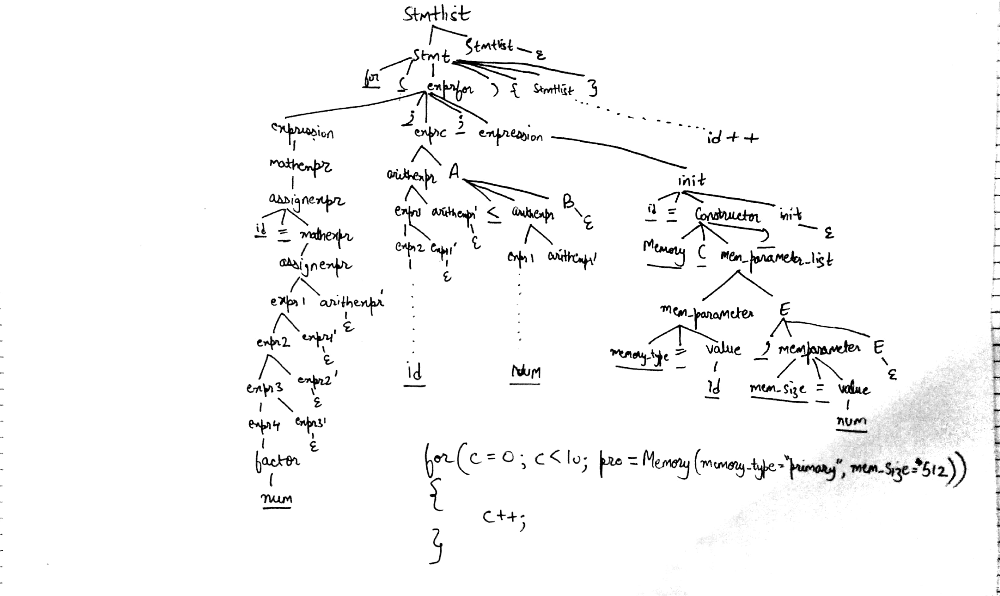 Stmtlist
Stmt Stmtlist ε
for ( exprfor ) { Stmtlist }
expression ; exprc ; expression id + +
mathexpr arithexpr A init
assignexpr expr1 arithexpr' < arithexpr B ε id = Constructor init ε
id = mathexpr expr2 expr1' ε expr1 arithexpr' Memory ( mem_parameter_list )
assignexpr ε
expr1 arithexpr' mem_parameter E
ε
expr2 expr1' memory_type = value , memparameter E
ε id num ε
expr3 expr2' Id mem_size = value
ε
expr4 expr3' num
ε
factor
num
for(c=0; c<10; pro=Memory(memory_type="primary", mem_size=512))
{
c++;
}